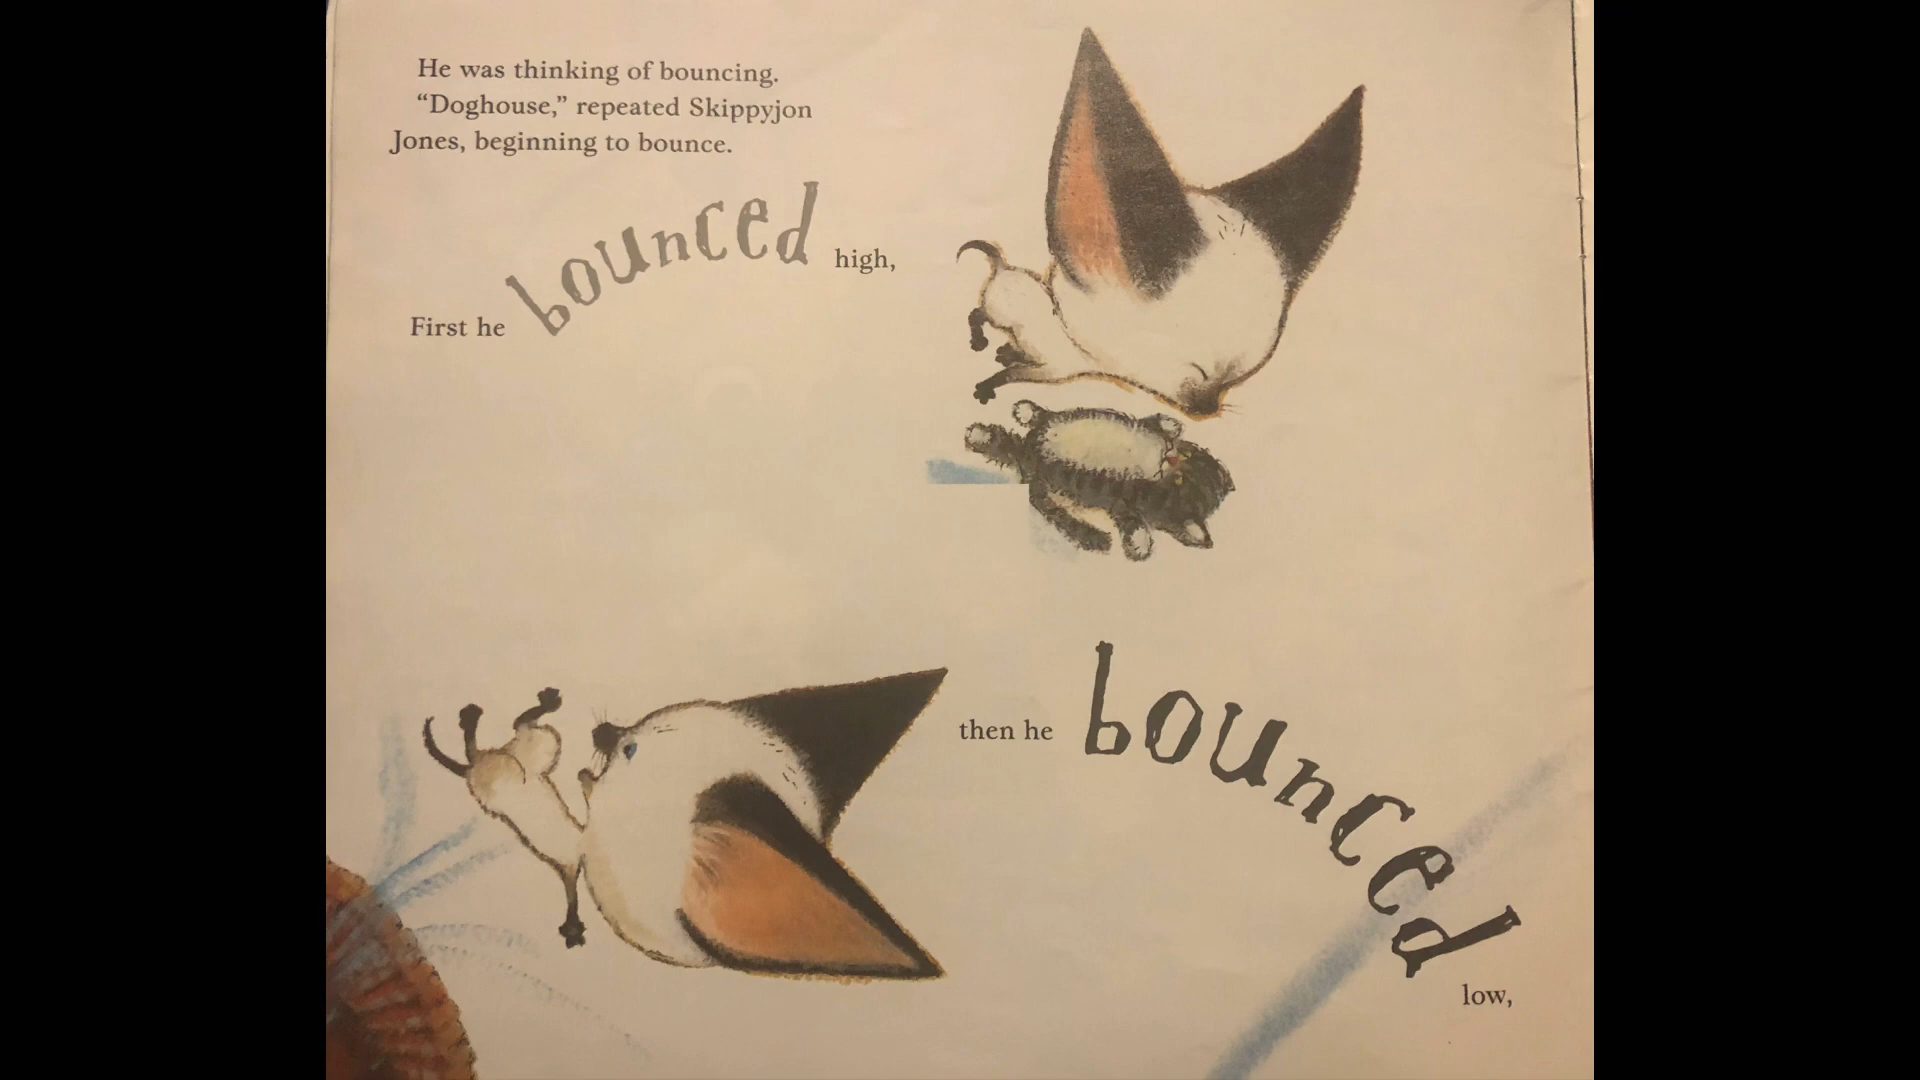 He was thinking of bouncing.
“Doghouse,” repeated Skippyjon
Jones, beginning to bounce.
First he bounced high,
then he bounced low,